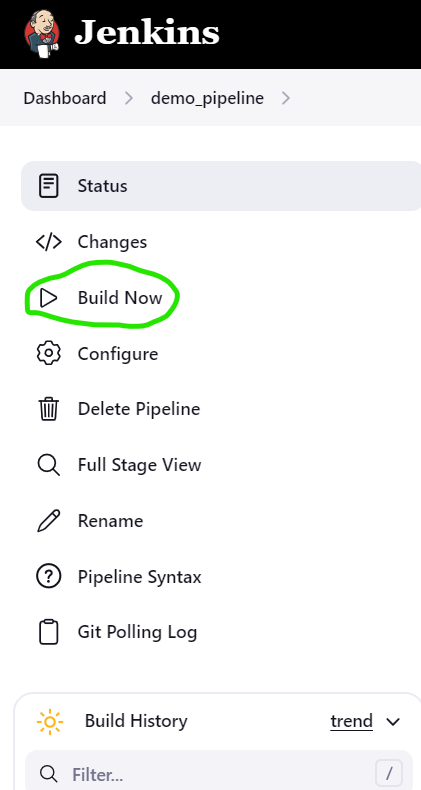 Jenkins
Dashboard > demo_pipeline >
Status
Changes
Build Now
Configure
Delete Pipeline
Full Stage View
Rename
Pipeline Syntax
Git Polling Log
Build History trend
Filter... /